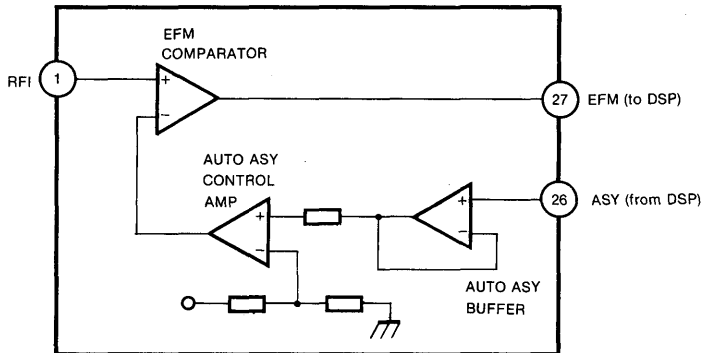 EFM
COMPARATOR
RFI
1
+
−
27
EFM (to DSP)
AUTO ASY
CONTROL
AMP
+
−
+
−
26
ASY (from DSP)
AUTO ASY
BUFFER